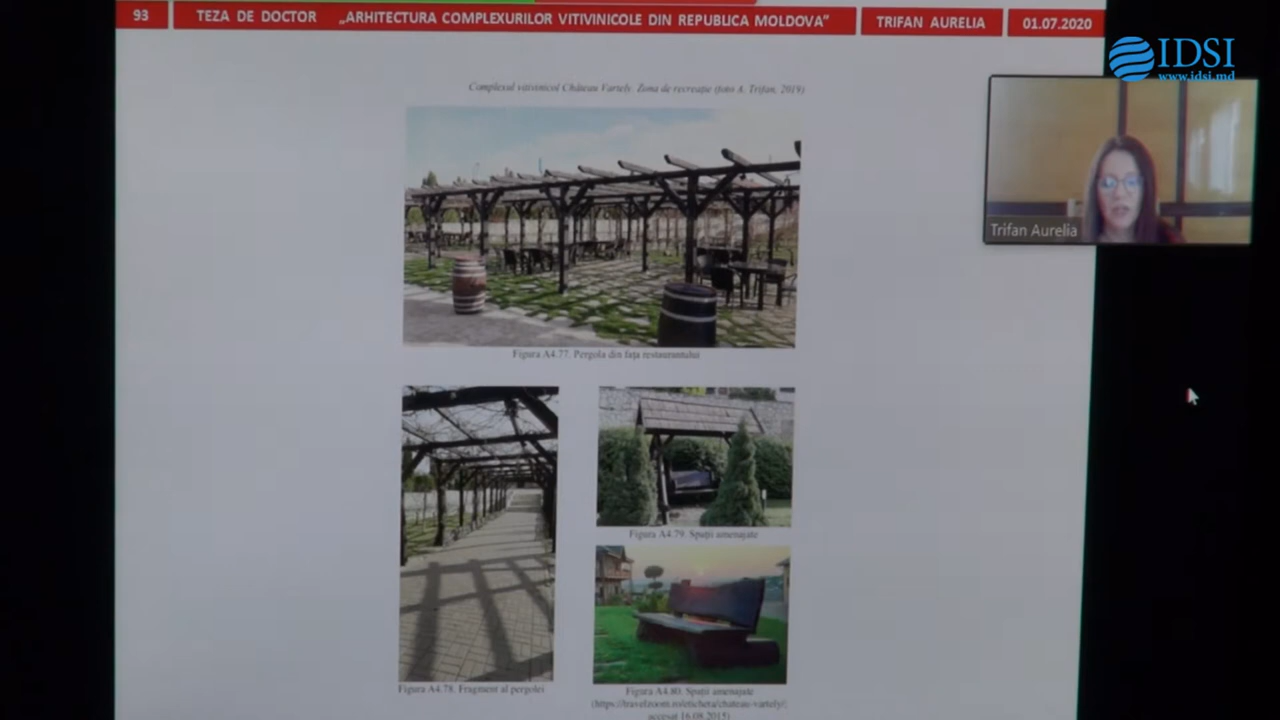 93
TEZA DE DOCTOR „ARHITECTURA COMPLEXURILOR VITIVINICOLE DIN REPUBLICA MOLDOVA”
TRIFAN AURELIA
01.07.2020
IDSI
www.idsi.md
Complexul vitivinicol Château Vartely. Zona de recreație (foto A. Trifan, 2019)
Trifan Aurelia
Figura A4.77. Pergola din fața restaurantului
Figura A4.79. Spații amenajate
Figura A4.78. Fragment al pergolei
Figura A4.80. Spații amenajate
(https://travelzoom.ro/eticheta/chateau-vartely/;
accesat 16.08.2015)